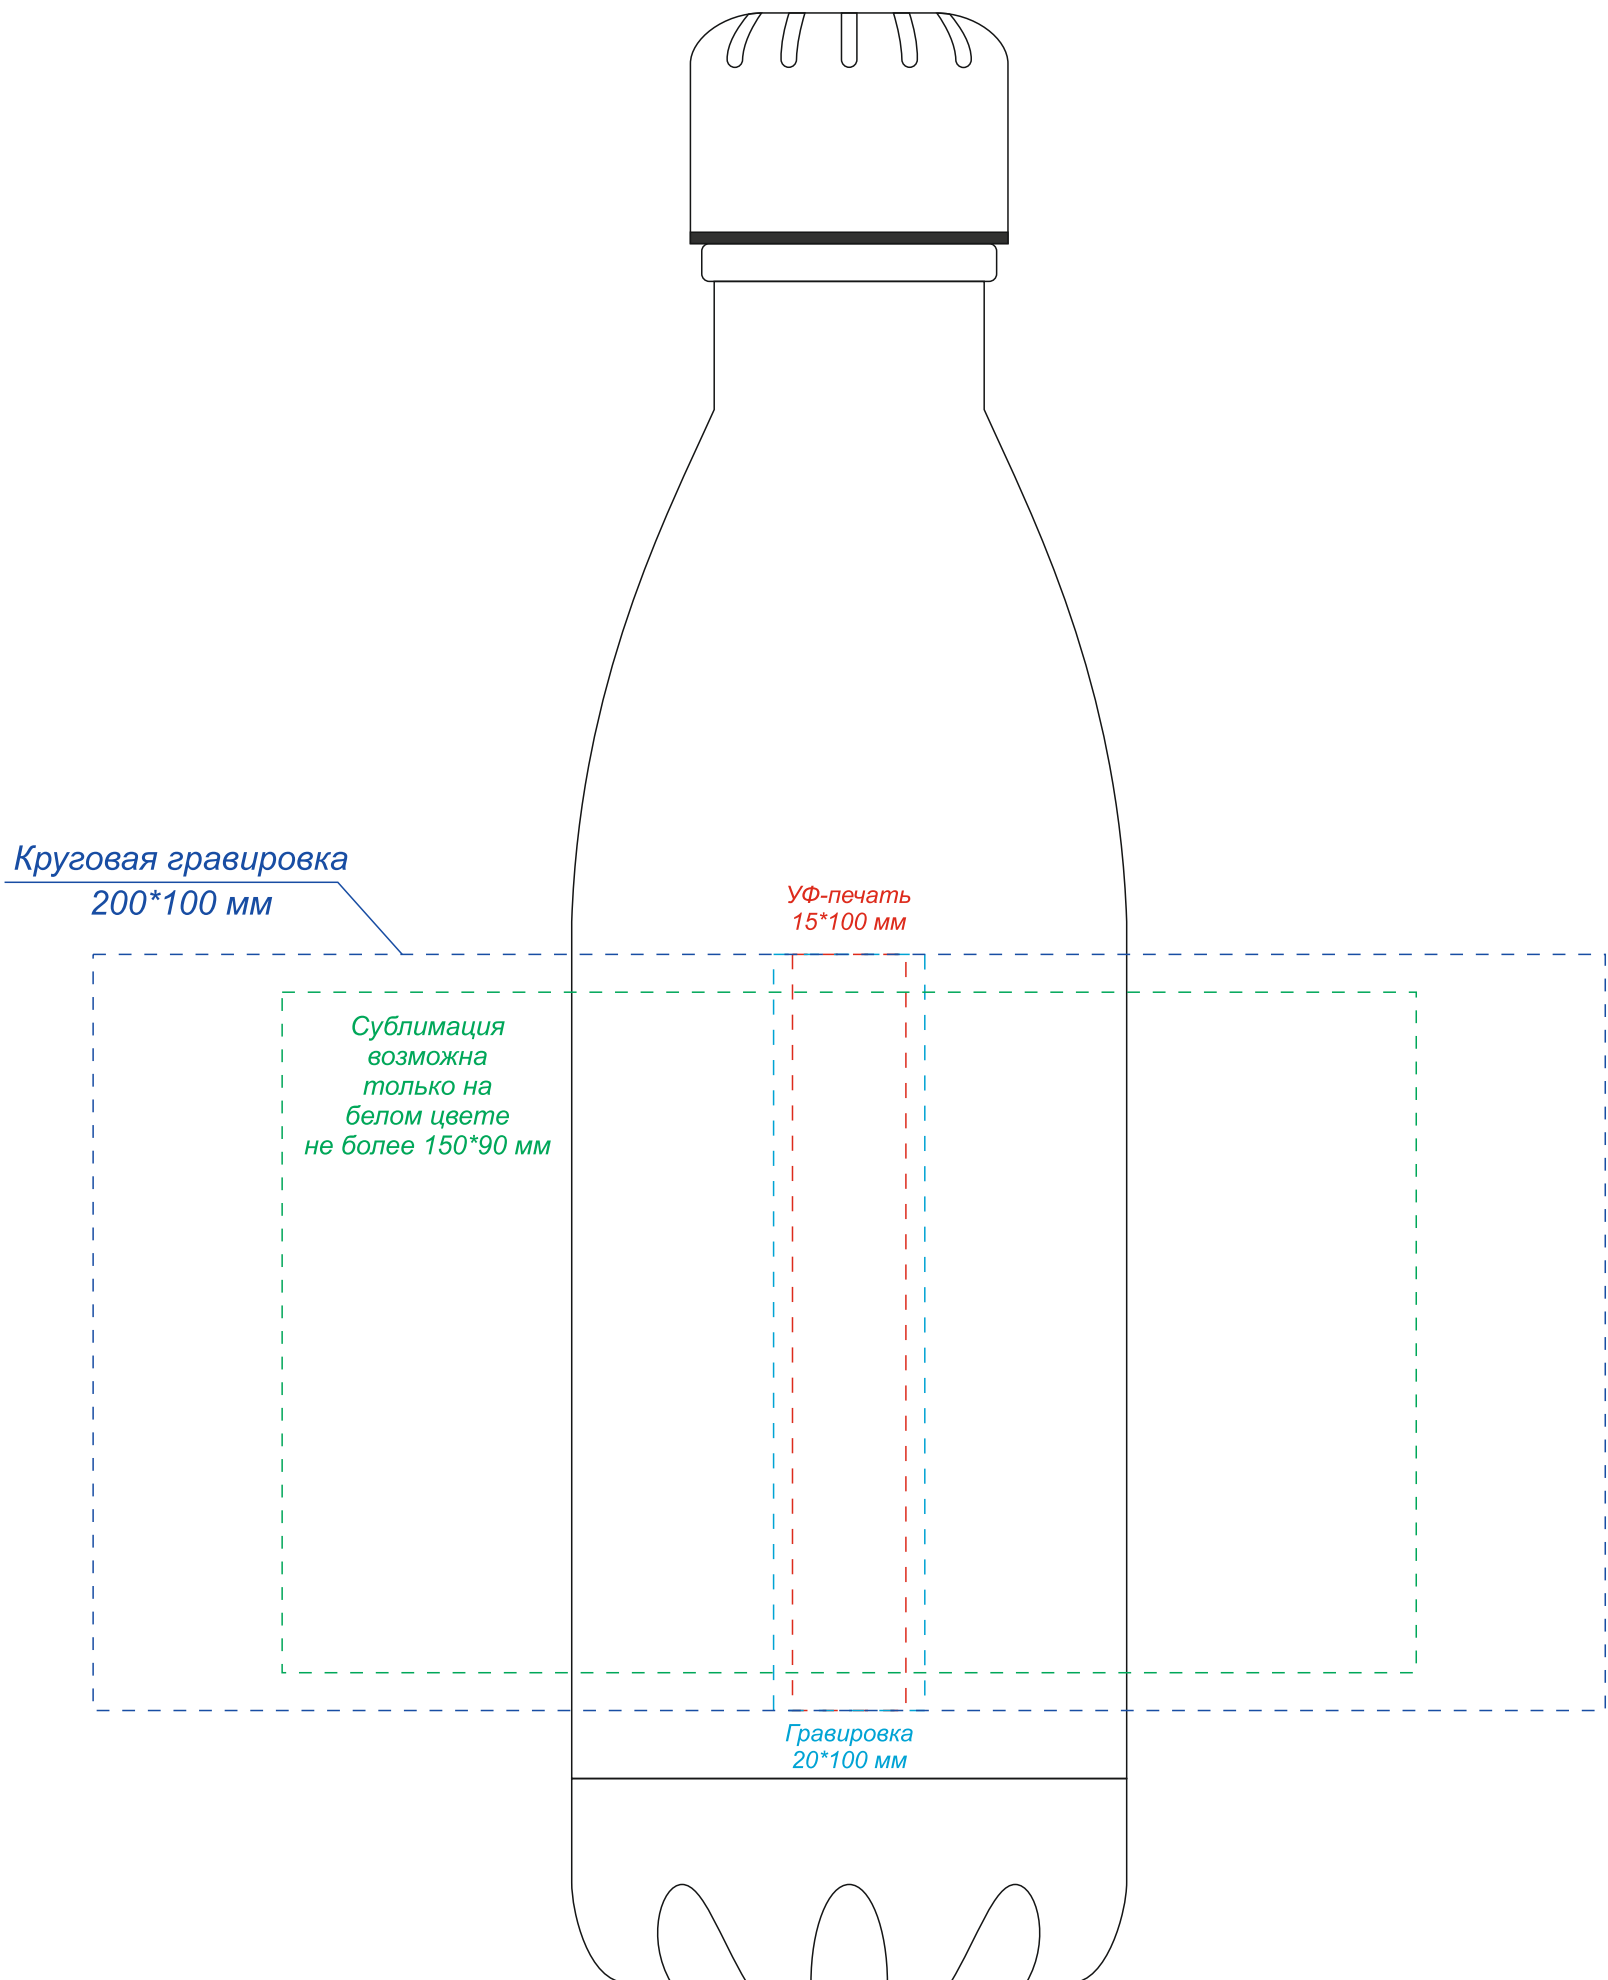 Круговая гравировка
200*100 мм
УФ-печать
15*100 мм
Сублимация
возможна
только на
белом цвете
не более 150*90 мм
Гравировка
20*100 мм